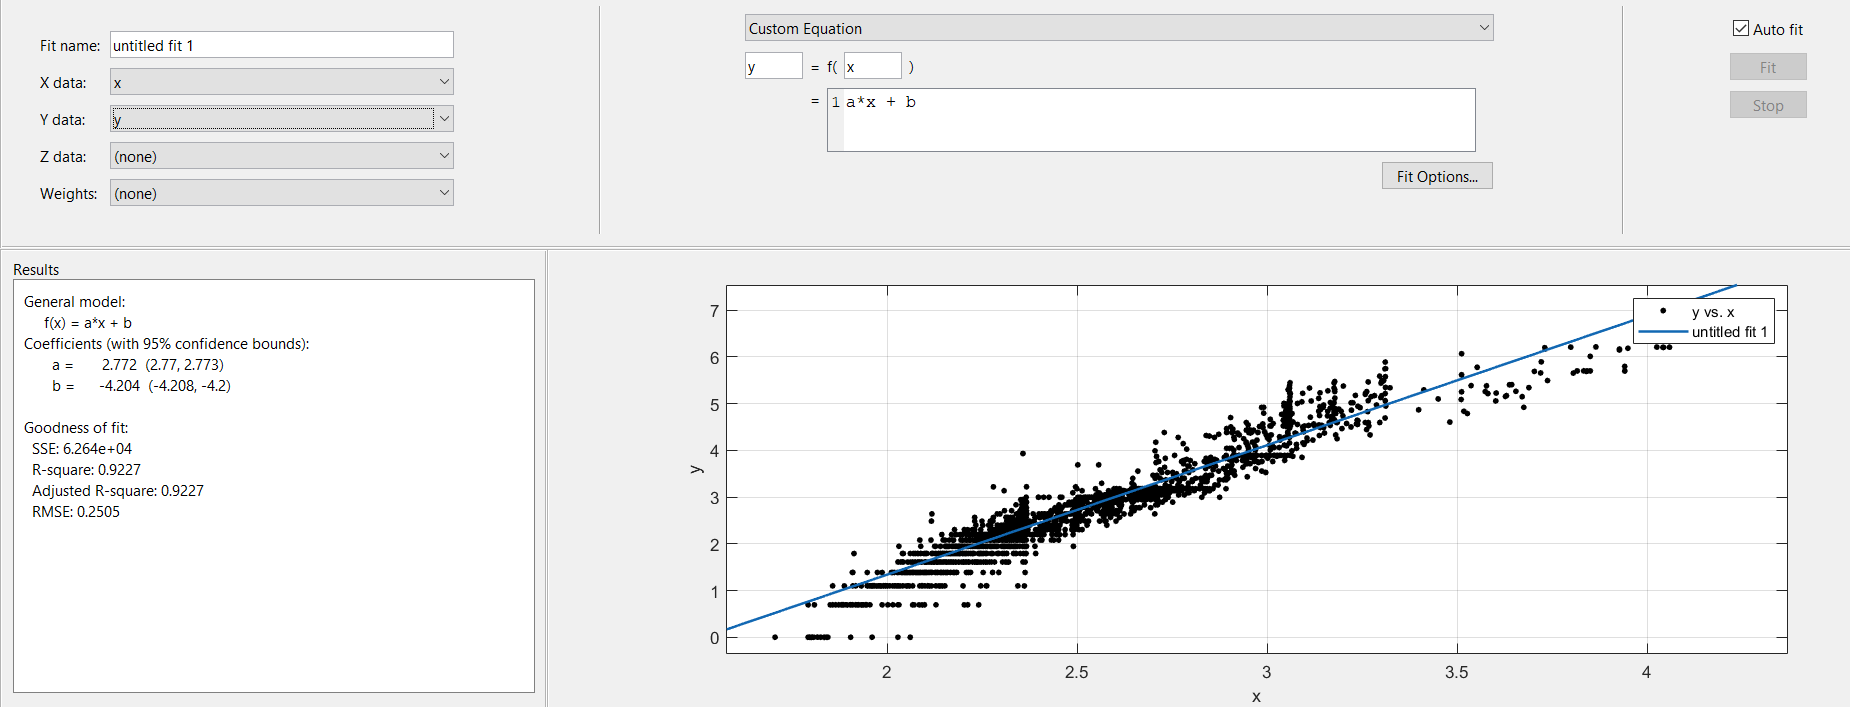 Fit name: untitled fit 1
X data: x
Y data: y
Z data: (none)
Weights: (none)
Custom Equation
y = f( x )
= 1 a*x + b
Fit Options...
Auto fit
Fit
Stop
Results
General model:
f(x) = a*x + b
Coefficients (with 95% confidence bounds):
a = 2.772 (2.77, 2.773)
b = -4.204 (-4.208, -4.2)
Goodness of fit:
SSE: 6.264e+04
R-square: 0.9227
Adjusted R-square: 0.9227
RMSE: 0.2505
y vs. x
untitled fit 1
7
6
5
4
3
2
1
0
y
2 2.5 3 3.5 4
x